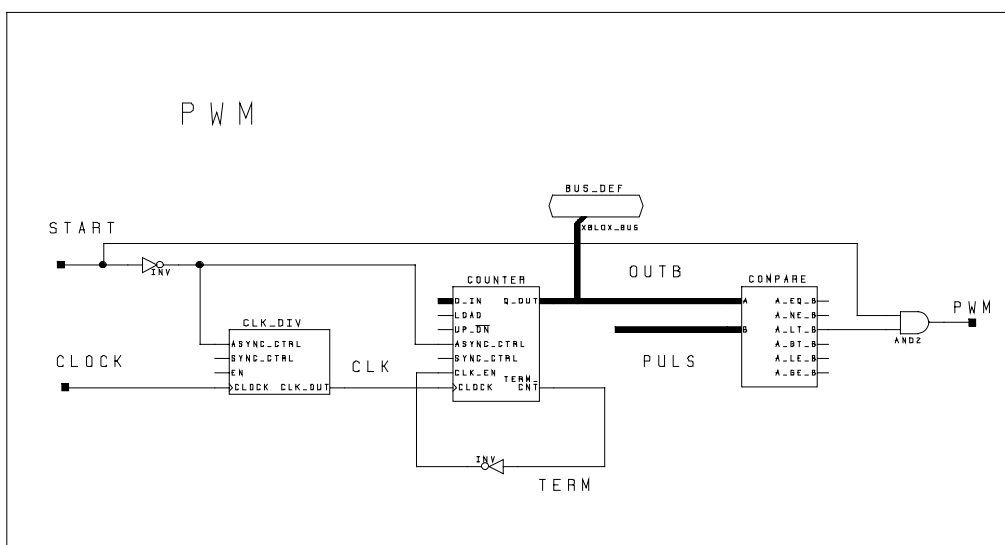 PWM
BUS_DEF
XBLOX_BUS
START
INV
OUTB
COUNTER
D_IN
Q_OUT
LOAD
UP_DN
ASYNC_CTRL
SYNC_CTRL
CLK_EN
CLOCK
TERM_
CNT
COMPARE
A
B
A_EQ_B
A_NE_B
A_LT_B
A_GT_B
A_LE_B
A_GE_B
PWM
AND2
CLK_DIV
ASYNC_CTRL
SYNC_CTRL
EN
CLOCK CLK_OUT
CLOCK
CLK
PULS
INV
TERM